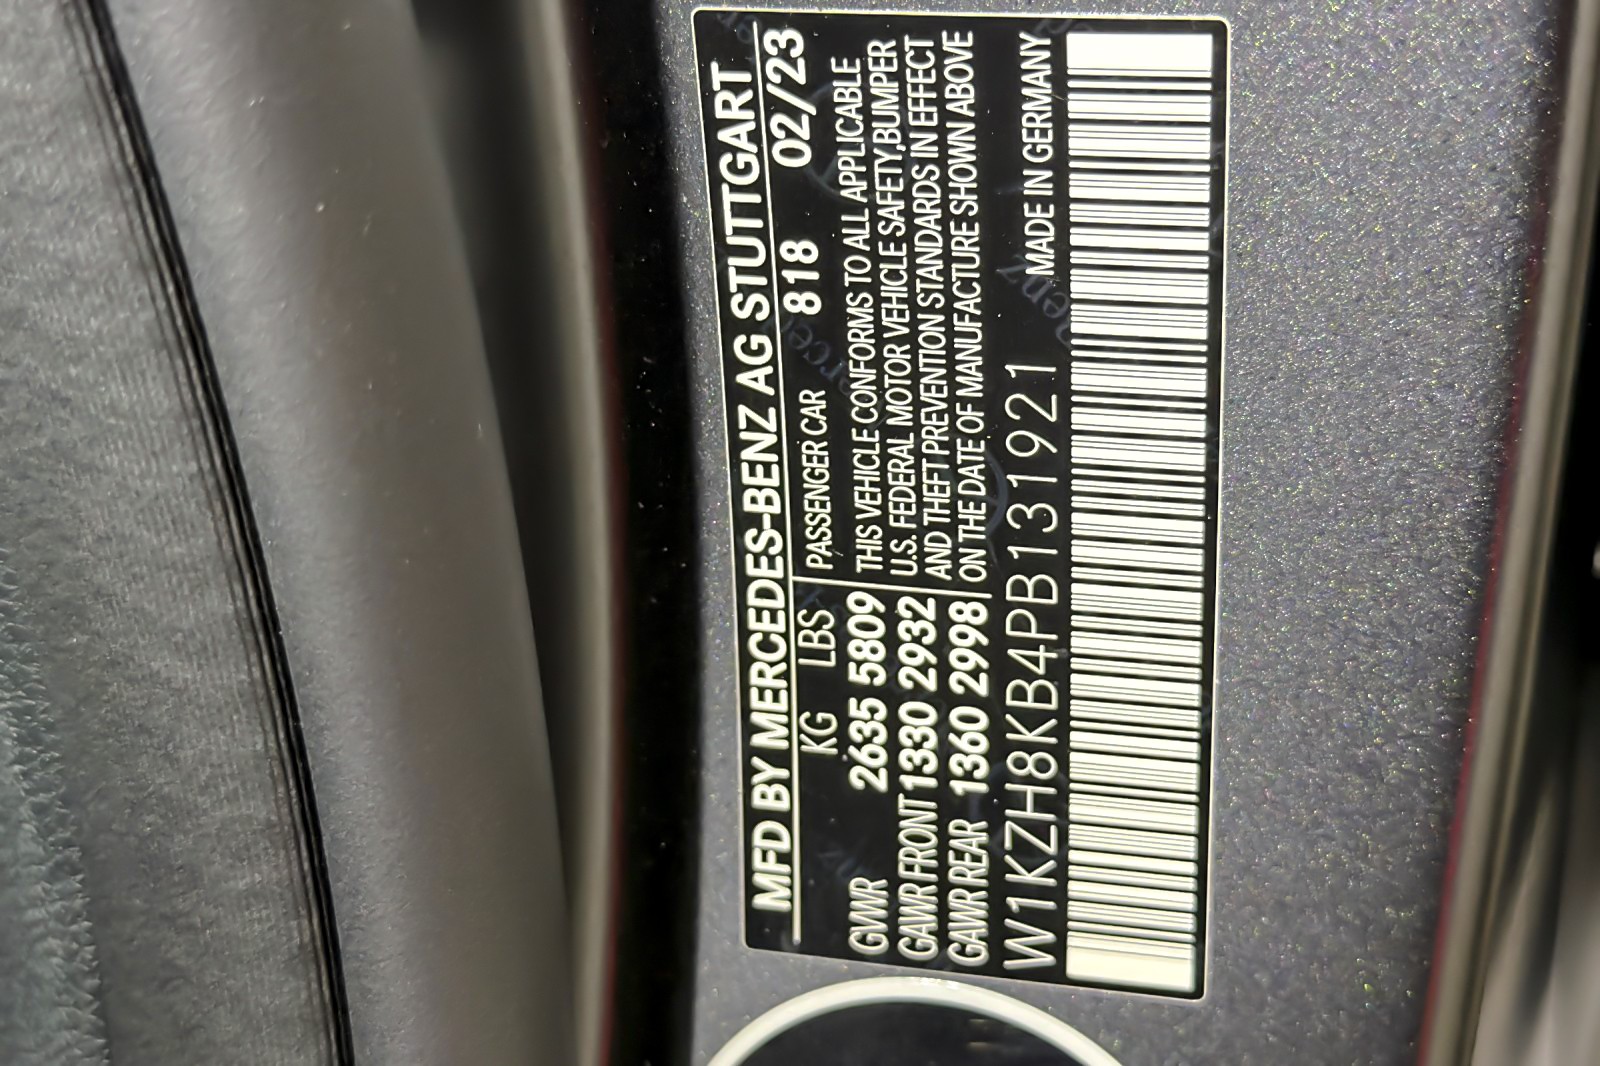 MFD BY MERCEDES-BENZ AG STUTTGART
KG LBS PASSENGER CAR 818 02/23
GVWR 2635 5809 THIS VEHICLE CONFORMS TO ALL APPLICABLE
GAWR FRONT 1330 2932 U.S. FEDERAL MOTOR VEHICLE SAFETY,BUMPER
GAWR REAR 1360 2998 AND THEFT PREVENTION STANDARDS IN EFFECT
ON THE DATE OF MANUFACTURE SHOWN ABOVE
W1KZH8KB4PB131921 MADE IN GERMANY